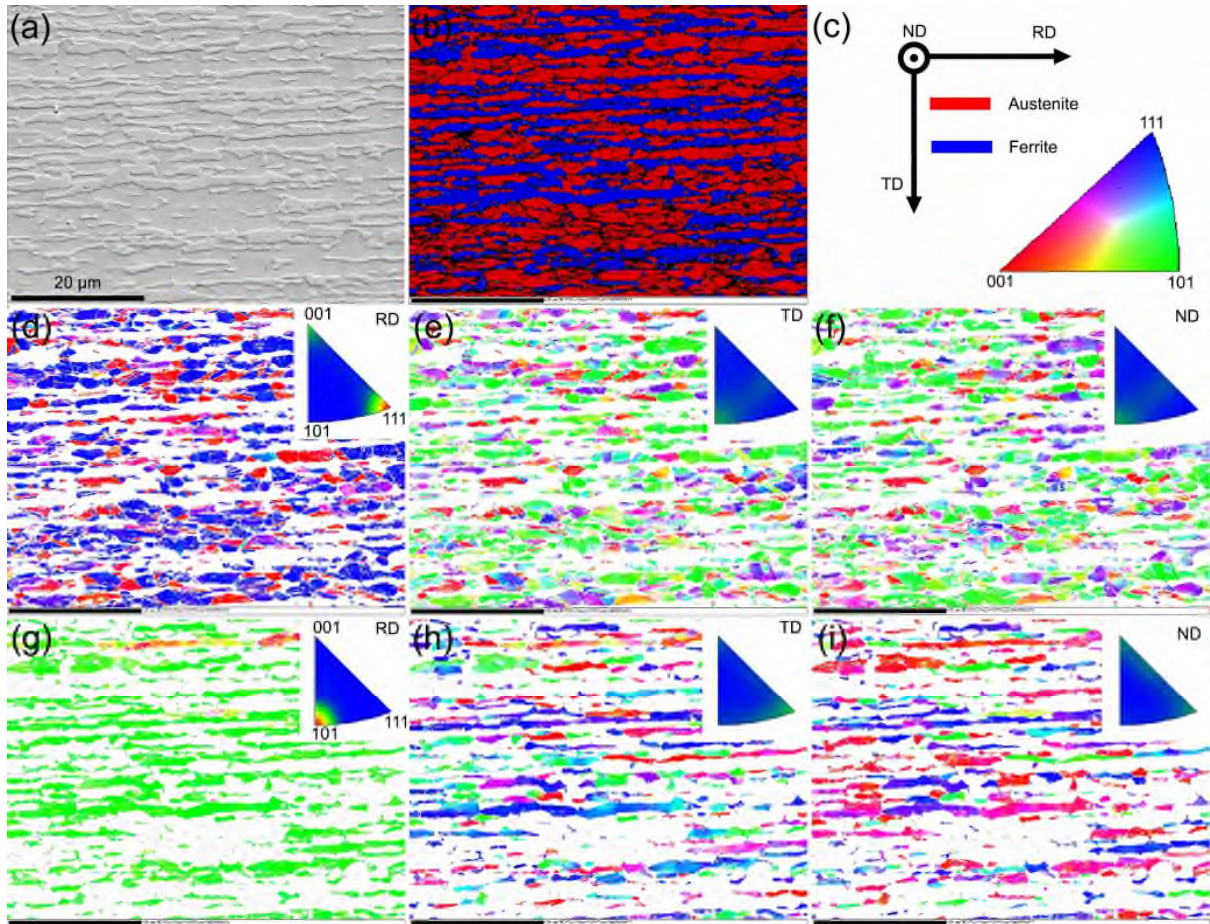 (a)
20 µm
(b)
(c)
ND
RD
Austenite
Ferrite
TD
111
001
101
(d)
001
RD
111
101
(e)
TD
(f)
ND
(g)
001
RD
111
101
(h)
TD
(i)
ND